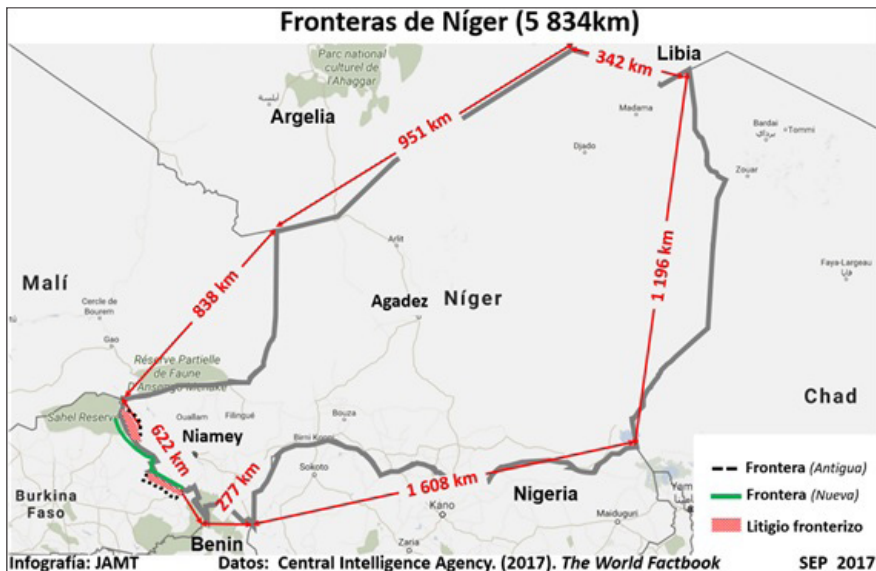 Fronteras de Níger (5 834km)
Parc national
culturel de
l'Ahaggar
Libia
342 km
Argelia
951 km
Madama
Bardai
برداي
Tommi
Djado
Zouar
Malí
838 km
Arlit
1 196 km
Faya-Largeau
فايا
Agadez
Níger
Cercle de
Bourem
Gao
Réserve Partielle
de Faune
D'Ansongo Ménake
Chad
Sahel Reserve
622 km
Ouallam
Filingué
Bouza
Niamey
Birni Konni
Sokoto
277 km
1 608 km
Burkina
Faso
Nigeria
Kano
Maiduguri
Benin
Zaria
Frontera (Antigua)
Frontera (Nueva)
Litigio fronterizo
Infografía: JAMT
Datos: Central Intelligence Agency. (2017). The World Factbook
SEP 2017